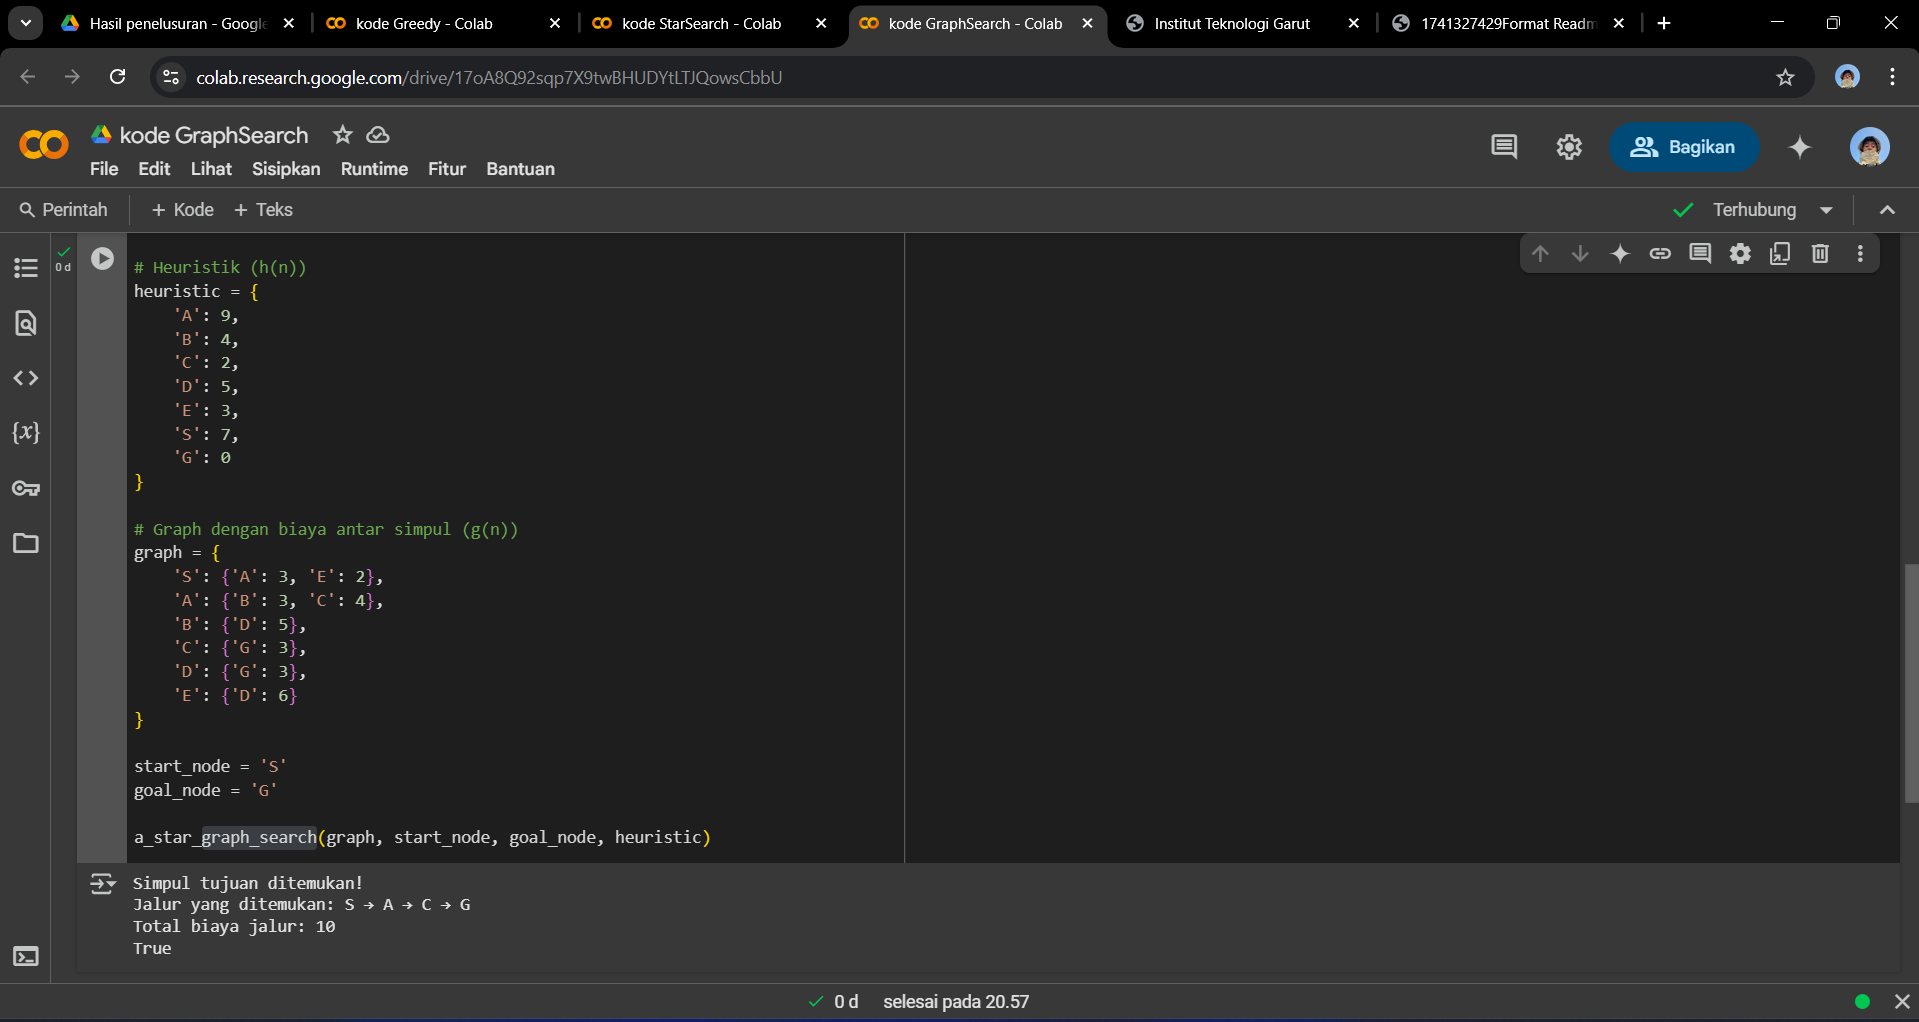 Hasil penelusuran - Google
kode Greedy - Colab
kode StarSearch - Colab
kode GraphSearch - Colab
Institut Teknologi Garut
1741327429Format Readm
colab.research.google.com/drive/17oA8Q92sqp7X9twBHUDYtLTJQowsCbbU
kode GraphSearch
File Edit Lihat Sisipkan Runtime Fitur Bantuan
Bagikan
Perintah + Kode + Teks
Terhubung
0 d
# Heuristik (h(n))
heuristic = {
    'A': 9,
    'B': 4,
    'C': 2,
    'D': 5,
    'E': 3,
    'S': 7,
    'G': 0
}
# Graph dengan biaya antar simpul (g(n))
graph = {
    'S': {'A': 3, 'E': 2},
    'A': {'B': 3, 'C': 4},
    'B': {'D': 5},
    'C': {'G': 3},
    'D': {'G': 3},
    'E': {'D': 6}
}
start_node = 'S'
goal_node = 'G'
a_star_graph_search(graph, start_node, goal_node, heuristic)
Simpul tujuan ditemukan!
Jalur yang ditemukan: S → A → C → G
Total biaya jalur: 10
True
0 d selesai pada 20.57